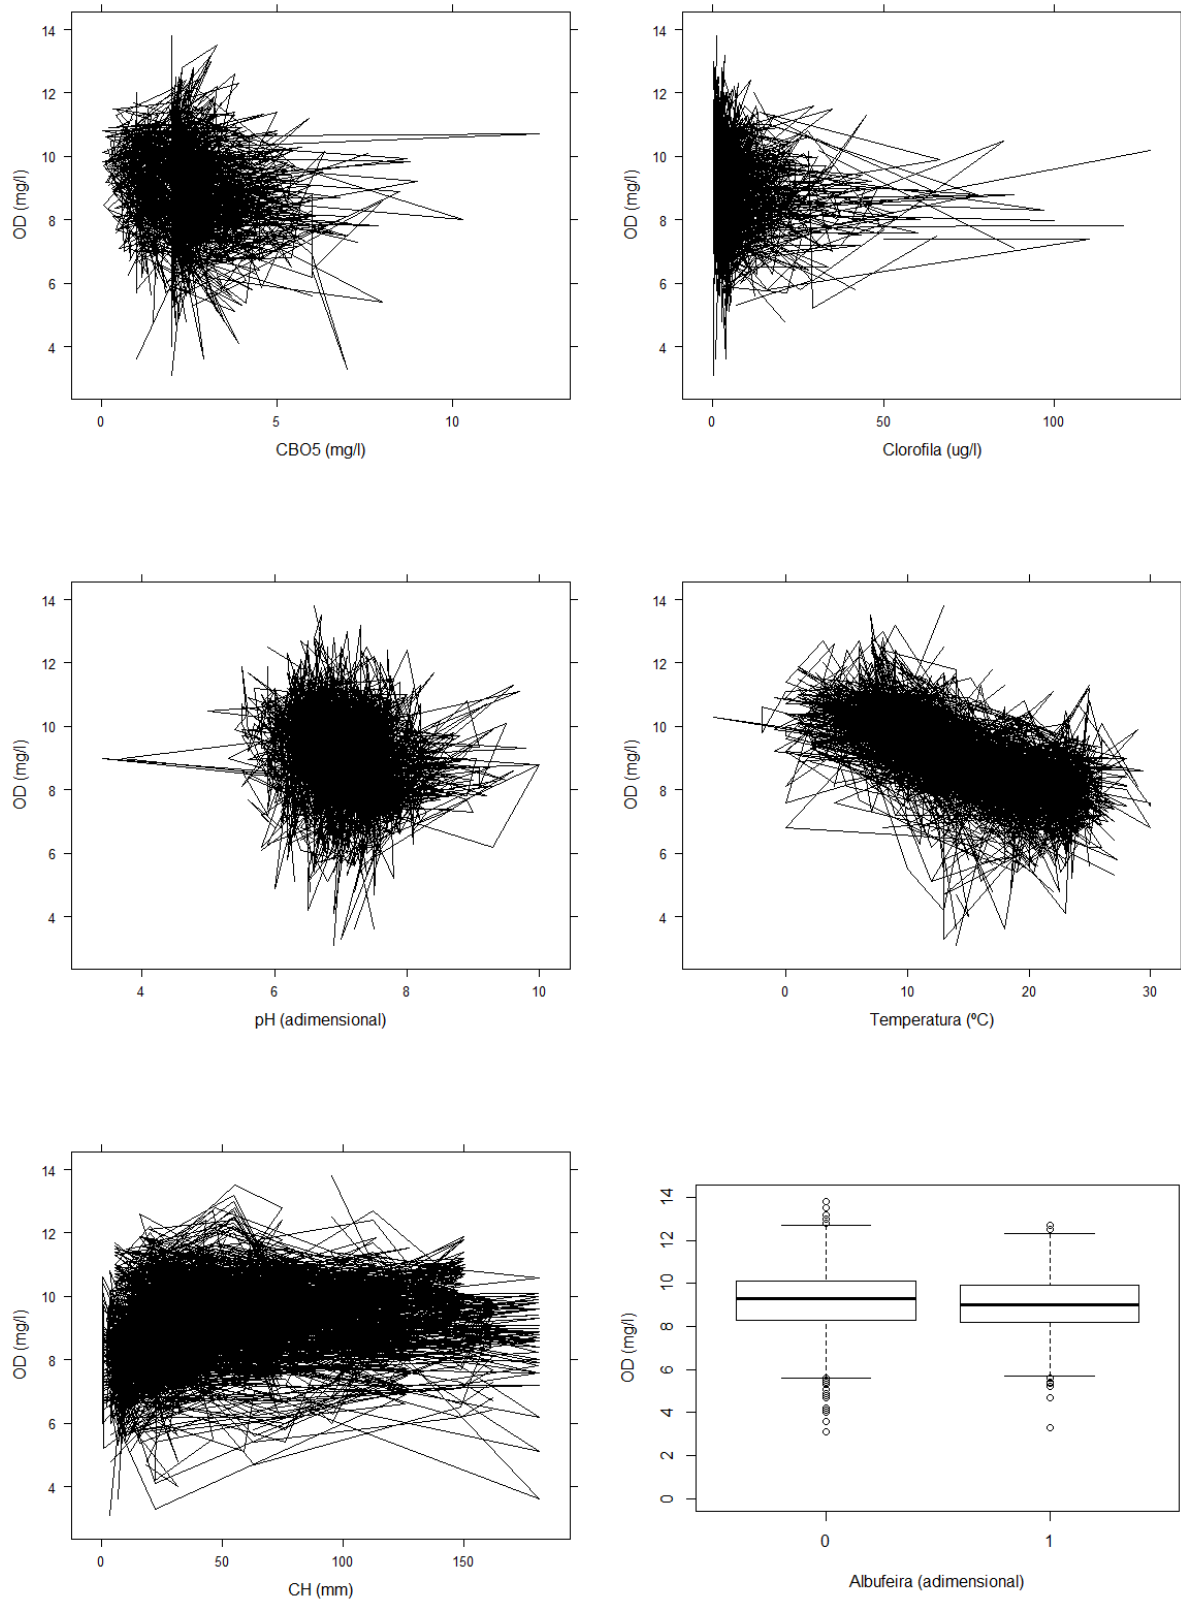 14
12
10
8
6
4
OD (mg/l)
0 5 10
CBO5 (mg/l)
14
12
10
8
6
4
OD (mg/l)
0 50 100
Clorofila (ug/l)
14
12
10
8
6
4
OD (mg/l)
4 6 8 10
pH (adimensional)
14
12
10
8
6
4
OD (mg/l)
0 10 20 30
Temperatura (ºC)
14
12
10
8
6
4
OD (mg/l)
0 50 100 150
CH (mm)
14
12
10
8
6
4
2
0
OD (mg/l)
0 1
Albufeira (adimensional)